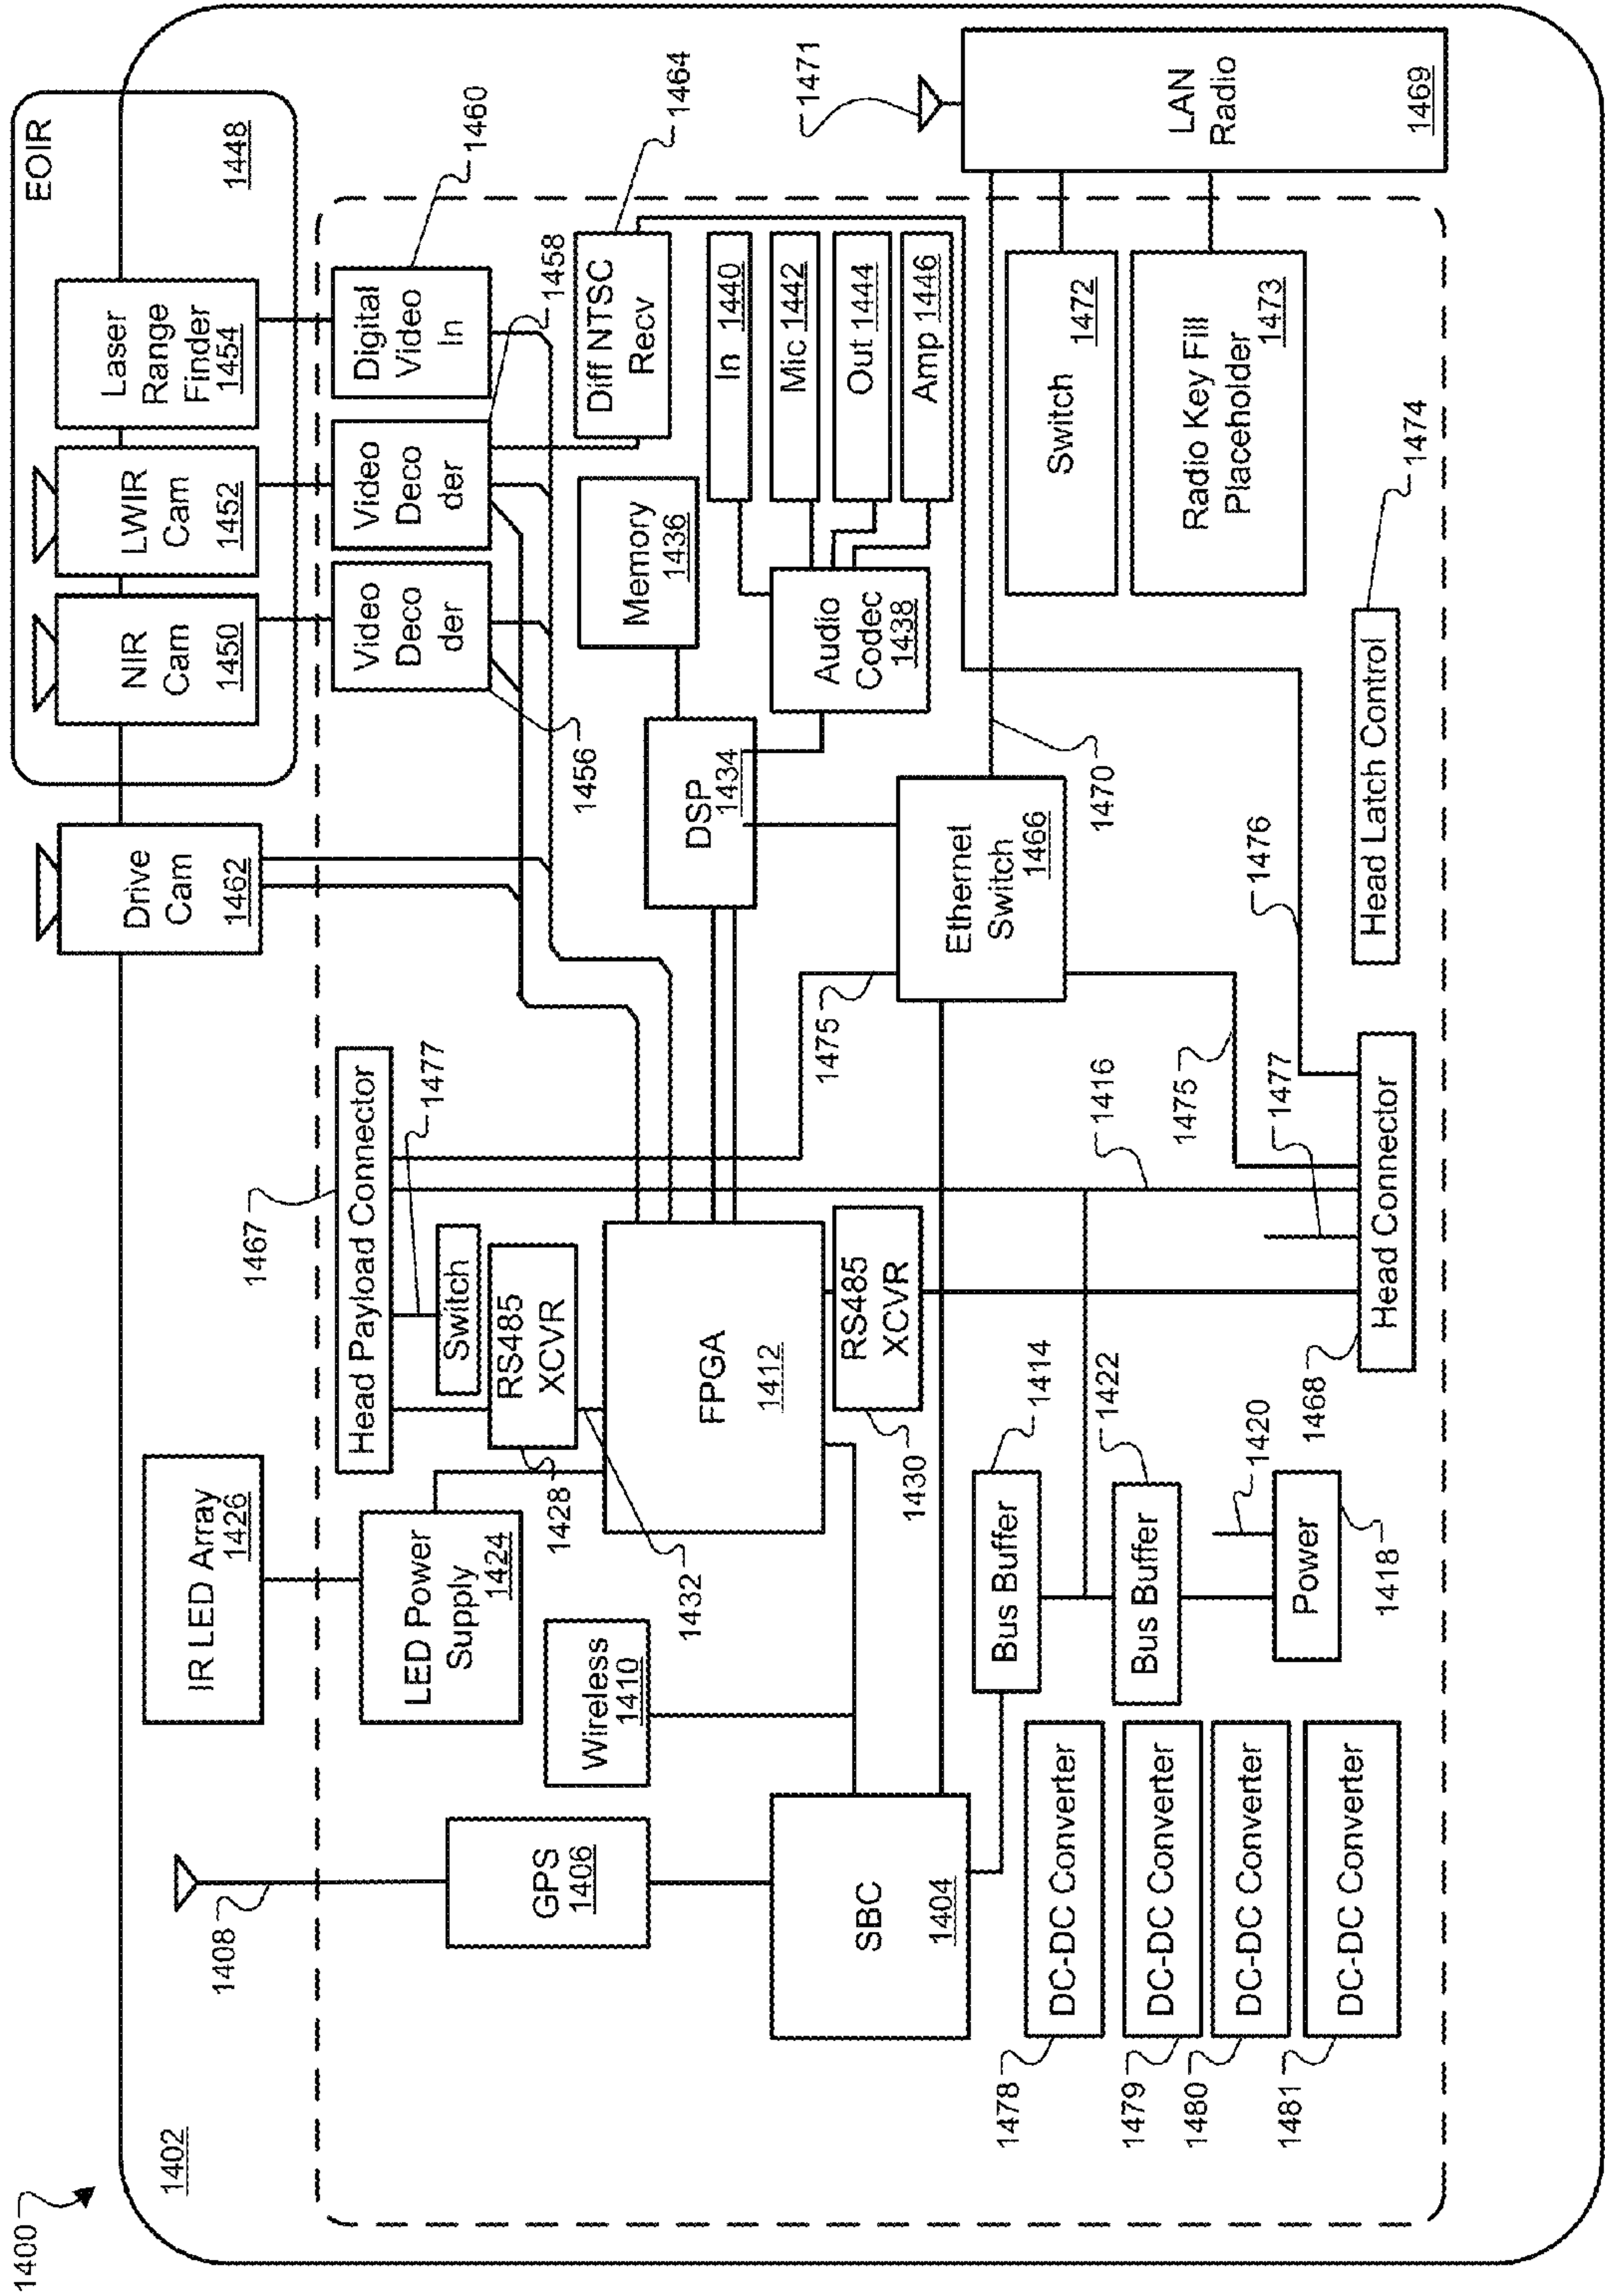 1400
1402
EOIR
1448
Drive
Cam
1462
NIR
Cam
1450
LWIR
Cam
1452
Laser
Range
Finder
1454
1408
IR LED Array
1426
1467
Head Payload Connector
1477
Switch
Video
Deco
der
1456
Video
Deco
der
1458
Digital
Video
In
1460
GPS
1406
LED Power
Supply
1424
RS485
XCVR
1428
1432
Wireless
1410
FPGA
1412
RS485
XCVR
1430
DSP
1434
Memory
1436
Diff NTSC
Recv
1464
In 1440
Mic 1442
Out 1444
Amp 1446
Audio
Codec
1438
1471
LAN
Radio
1469
SBC
1404
Ethernet
Switch
1466
1475
1470
Switch
1472
Radio Key Fill
Placeholder
1473
1474
Head Latch Control
Bus Buffer
1414
Bus Buffer
1422
Power
1418
1420
1416
1475
1477
1476
Head Connector
1468
DC-DC Converter
1478
DC-DC Converter
1479
DC-DC Converter
1480
DC-DC Converter
1481